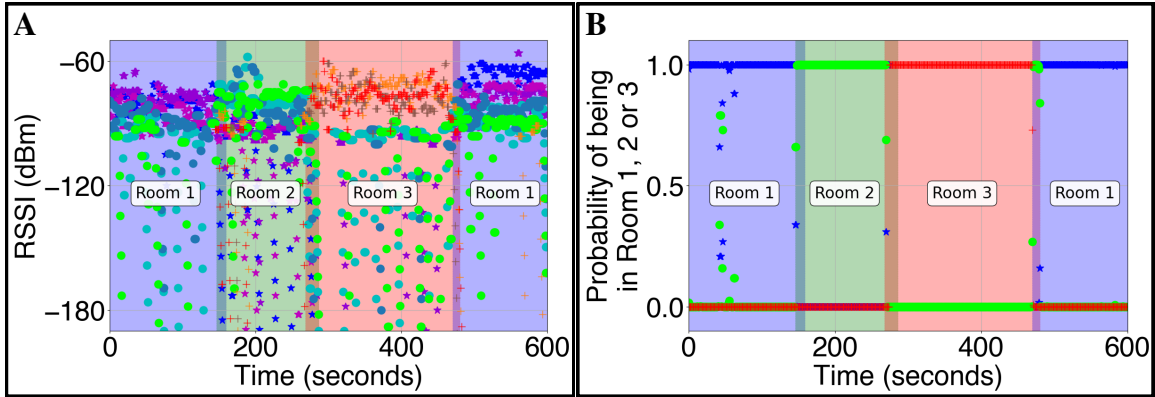 A
RSSI (dBm)
−60
−120
−180
Room 1
Room 2
Room 3
Room 1
0
200
400
600
Time (seconds)
B
Probability of being
in Room 1, 2 or 3
1.0
0.5
0.0
Room 1
Room 2
Room 3
Room 1
0
200
400
600
Time (seconds)